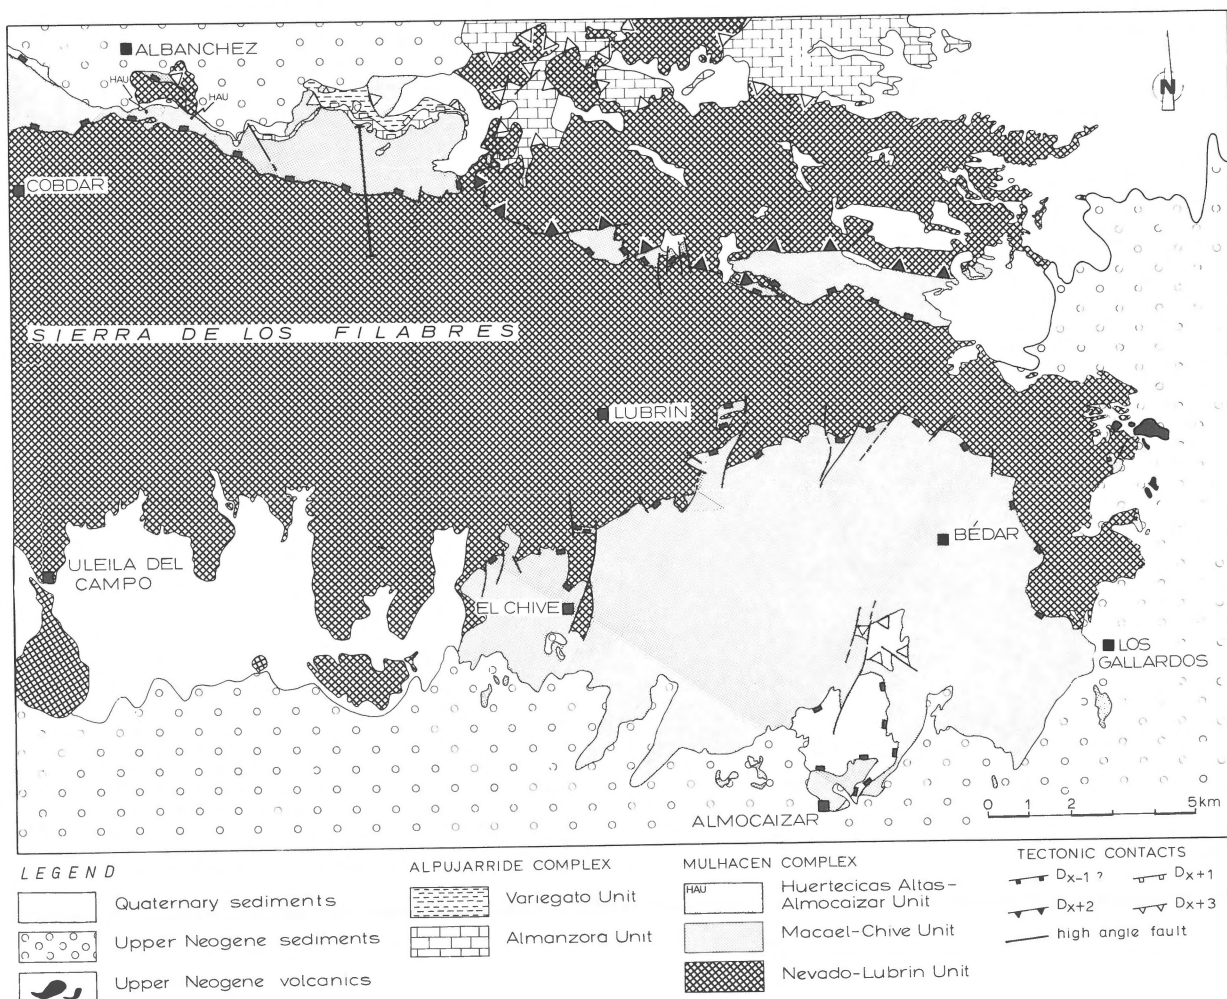 ALBANCHEZ
HAU
HAU
N
COBDAR
SIERRA DE LOS FILABRES
LUBRIN
BÉDAR
ULEILA DEL
CAMPO
EL CHIVE
LOS
GALLARDOS
ALMOCAIZAR
0 1 2 5 km
LEGEND
Quaternary sediments
Upper Neogene sediments
Upper Neogene volcanics
ALPUJARRIDE COMPLEX
Variegato Unit
Almanzora Unit
MULHACEN COMPLEX
HAU
Huertecicas Altas-
Almocaizar Unit
Macael-Chive Unit
Nevado-Lubrin Unit
TECTONIC CONTACTS
Dx-1 ?
Dx+1
Dx+2
Dx+3
high angle fault